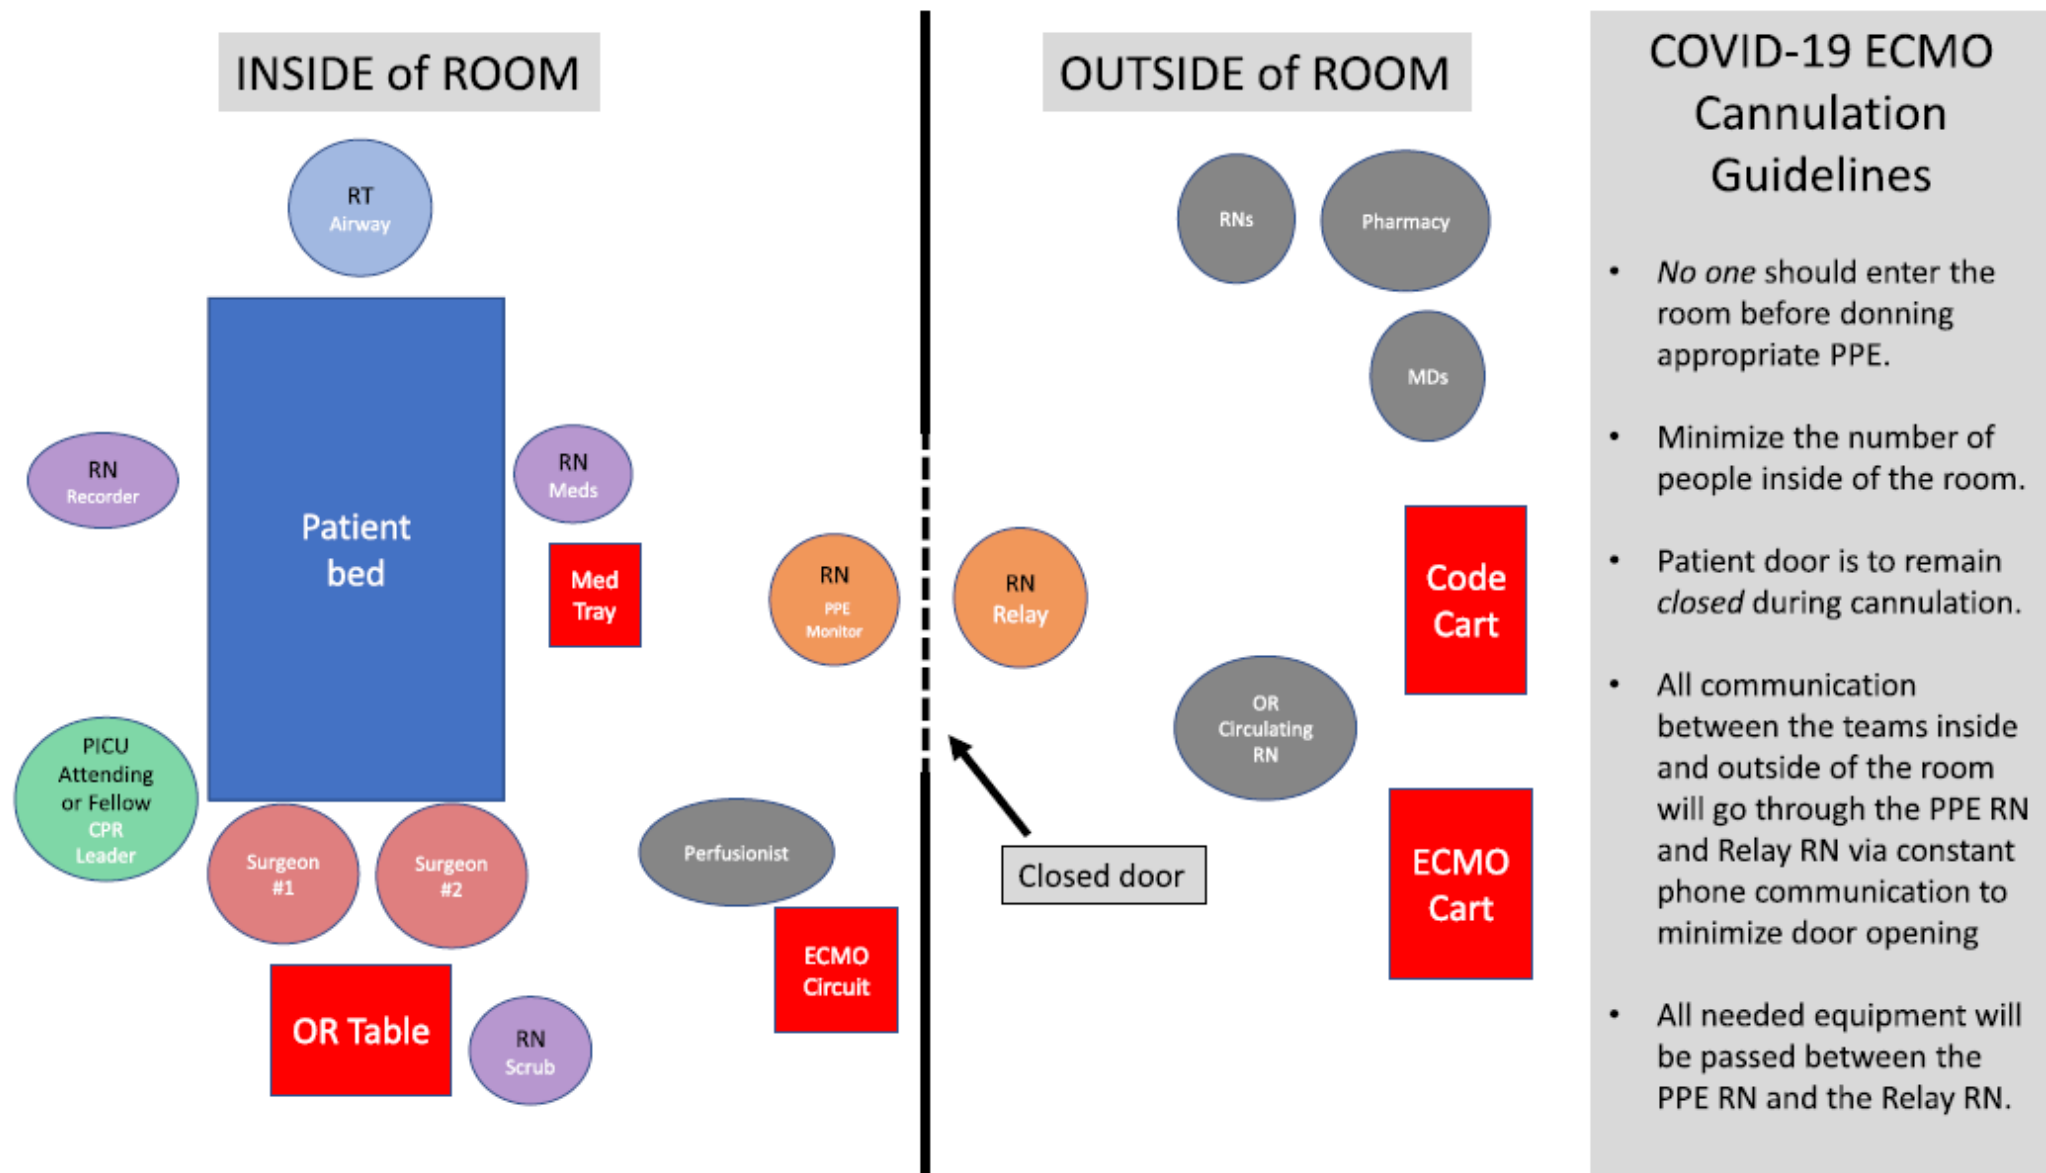 INSIDE of ROOM
RT
Airway
RN
Recorder
Patient
bed
RN
Meds
Med
Tray
RN
PPE
Monitor
PICU
Attending
or Fellow
CPR
Leader
Surgeon
#1
Surgeon
#2
Perfusionist
ECMO
Circuit
OR Table
RN
Scrub
OUTSIDE of ROOM
RNs
Pharmacy
MDs
RN
Relay
Code
Cart
OR
Circulating
RN
Closed door
ECMO
Cart
COVID-19 ECMO
Cannulation
Guidelines
• No one should enter the
room before donning
appropriate PPE.
• Minimize the number of
people inside of the room.
• Patient door is to remain
closed during cannulation.
• All communication
between the teams inside
and outside of the room
will go through the PPE RN
and Relay RN via constant
phone communication to
minimize door opening
• All needed equipment will
be passed between the
PPE RN and the Relay RN.